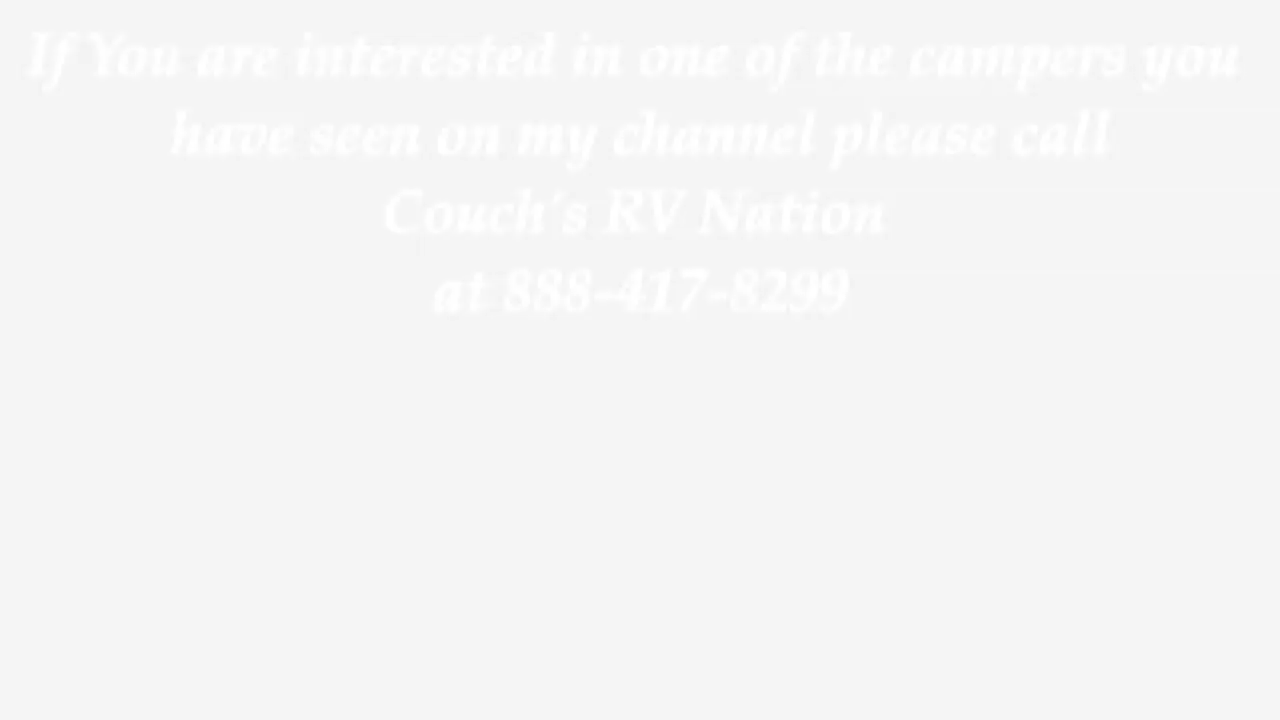 If You are interested in one of the campers you
have seen on my channel please call
Couch's RV Nation
at 888-417-8299